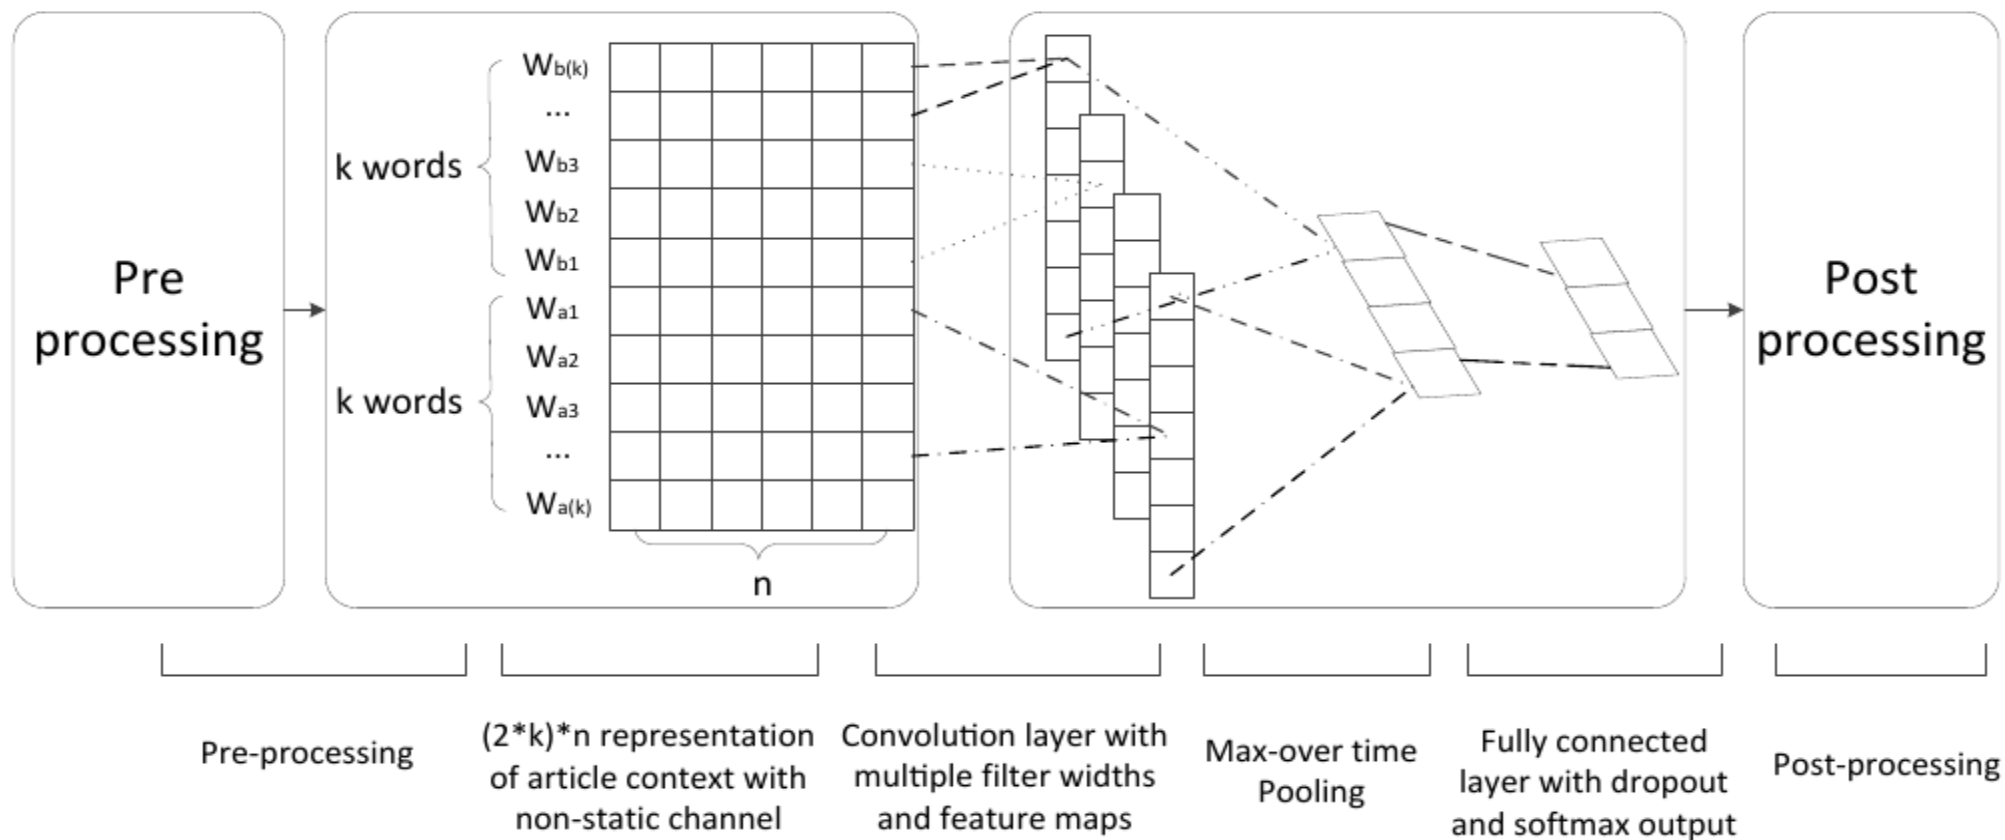 Pre
processing
k words
k words
Wb(k)
...
Wb3
Wb2
Wb1
Wa1
Wa2
Wa3
...
Wa(k)
n
Post
processing
Pre-processing
(2*k)*n representation
of article context with
non-static channel
Convolution layer with
multiple filter widths
and feature maps
Max-over time
Pooling
Fully connected
layer with dropout
and softmax output
Post-processing